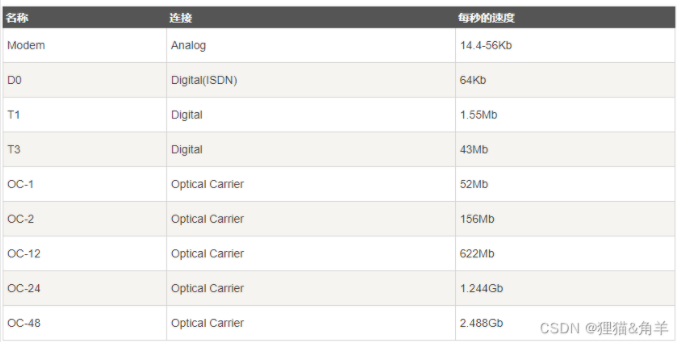 名称 连接 每秒的速度
Modem Analog 14.4-56Kb
D0 Digital(ISDN) 64Kb
T1 Digital 1.55Mb
T3 Digital 43Mb
OC-1 Optical Carrier 52Mb
OC-2 Optical Carrier 156Mb
OC-12 Optical Carrier 622Mb
OC-24 Optical Carrier 1.244Gb
OC-48 Optical Carrier 2.488Gb
CSDN @狸猫&角羊